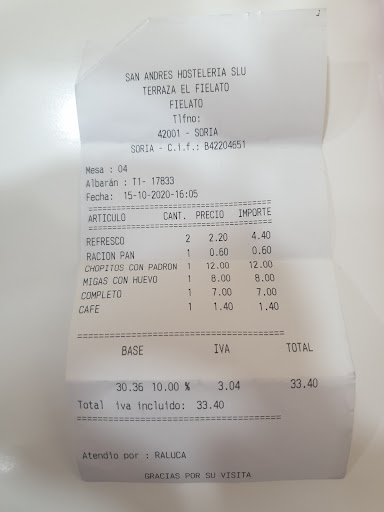 SAN ANDRES HOSTELERIA SLU
TERRAZA EL FIELATO
FIELATO
Tlfno:
42001 - SORIA
SORIA - C.i.f.: B42204651
Mesa : 04
Albarán : T1- 17833
Fecha: 15-10-2020-16:05
==============================
ARTICULO CANT. PRECIO IMPORTE
==============================
REFRESCO 2 2.20 4.40
RACION PAN 1 0.60 0.60
CHOPITOS CON PADRON 1 12.00 12.00
MIGAS CON HUEVO 1 8.00 8.00
COMPLETO 1 7.00 7.00
CAFE 1 1.40 1.40
==============================
BASE IVA TOTAL
30.36 10.00 % 3.04 33.40
Total iva incluido: 33.40
==============================
Atendio por : RALUCA
GRACIAS POR SU VISITA